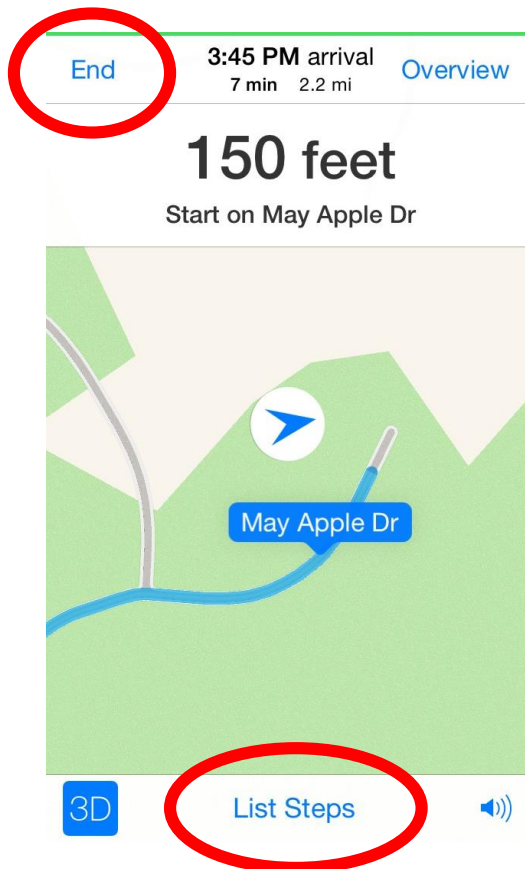 End
3:45 PM arrival
Overview
7 min 2.2 mi
150 feet
Start on May Apple Dr
May Apple Dr
3D
List Steps